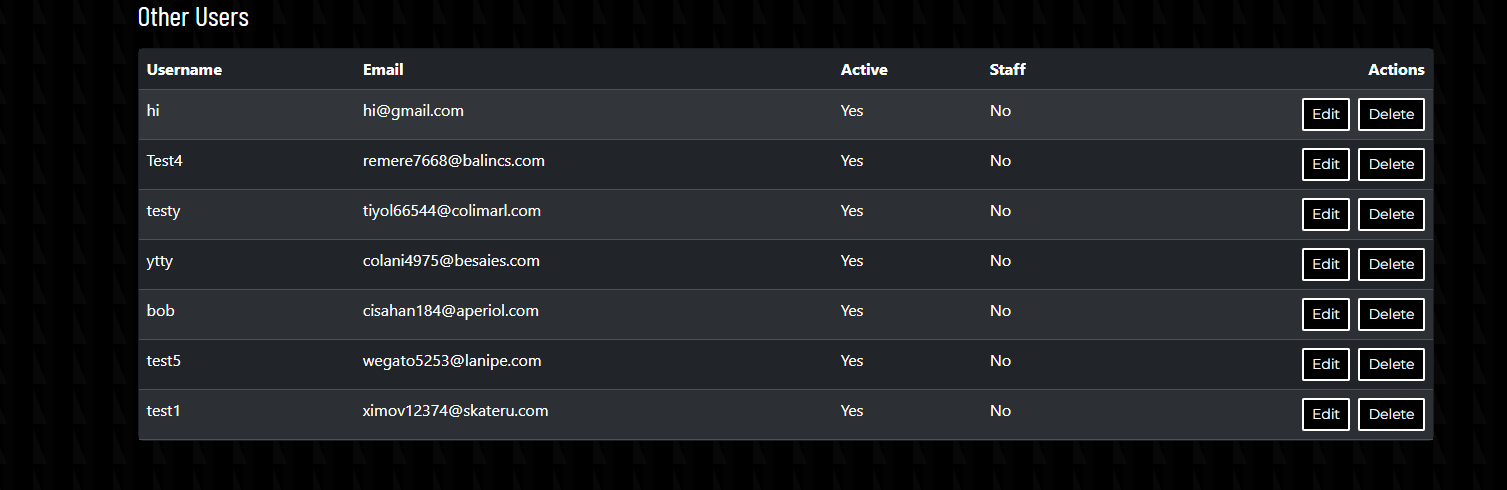 Other Users
Username Email Active Staff Actions
hi hi@gmail.com Yes No Edit Delete
Test4 remere7668@balincs.com Yes No Edit Delete
testy tiyol66544@colimarl.com Yes No Edit Delete
ytty colani4975@besaies.com Yes No Edit Delete
bob cisahan184@aperiol.com Yes No Edit Delete
test5 wegato5253@lanipe.com Yes No Edit Delete
test1 ximov12374@skateru.com Yes No Edit Delete